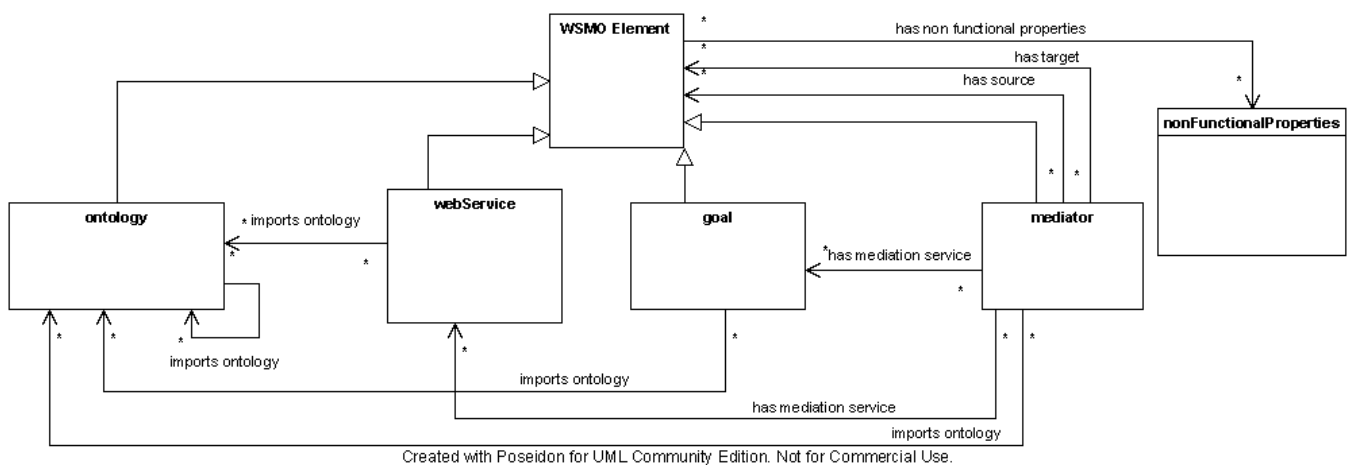 WSMO Element
*
has non functional properties
*
has target
*
has source
*
nonFunctionalProperties
*
*
ontology
webService
goal
mediator
* imports ontology
*
*
*has mediation service
*
*
*
*
imports ontology
*
*
imports ontology
*
*
has mediation service
imports ontology
Created with Poseidon for UML Community Edition. Not for Commercial Use.